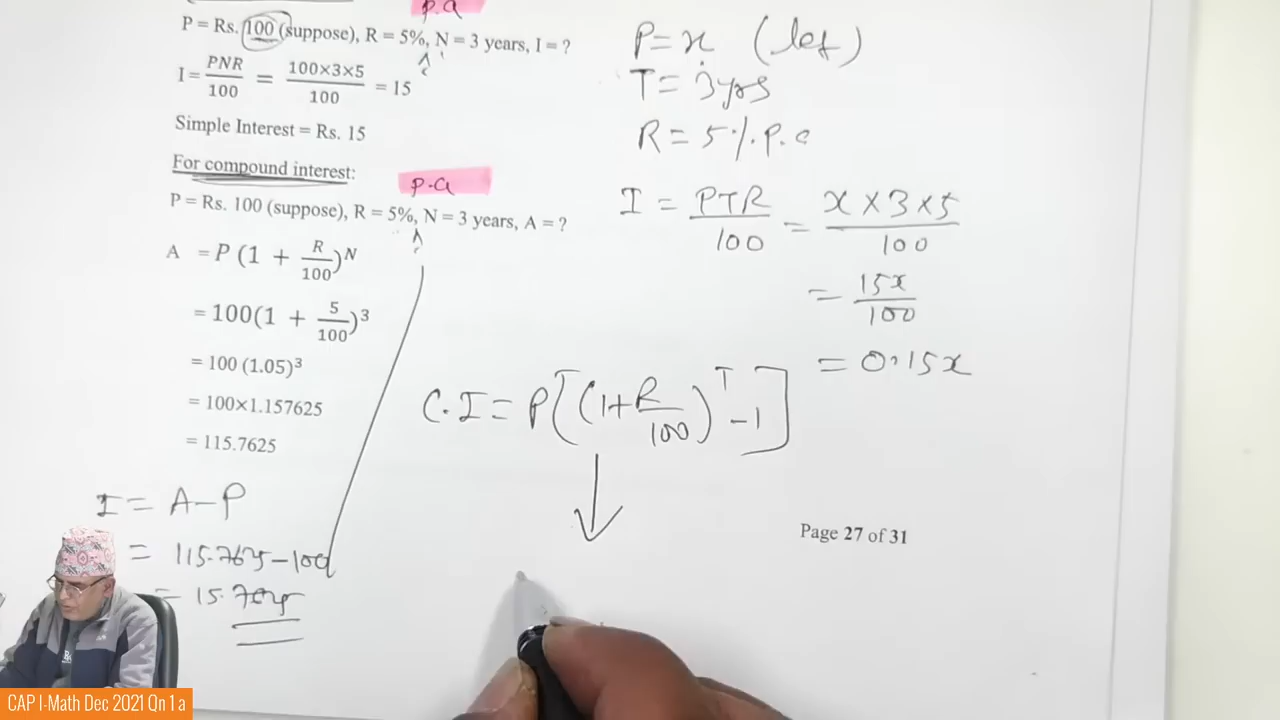 p.a
P = Rs. 100 (suppose), R = 5%, N = 3 years, I = ?
I = PNR/100 = 100×3×5/100 = 15
Simple Interest = Rs. 15
For compound interest:
p-a
P = Rs. 100 (suppose), R = 5%, N = 3 years, A = ?
A = P (1 + R/100)^N
= 100(1 + 5/100)^3
= 100 (1.05)^3
= 100×1.157625
= 115.7625
I = A-P
= 115.7625-100
= 15.7625
P = x (let)
T = 3yrs
R = 5%.P.a
I = PTR/100 = x×3×5/100
= 15x/100
= 0.15x
C.I = P[(1+R/100)^T -1]
Page 27 of 31
CAP I-Math Dec 2021 Qn 1 a